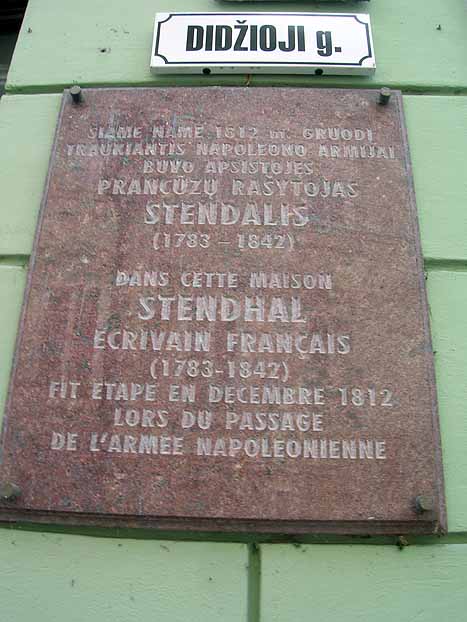 DIDŽIOJI g.
ŠIAME NAME 1812 m. GRUODĮ
TRAUKIANTIS NAPOLEONO ARMIJAI
BUVO APSISTOJĘS
PRANCŪZŲ RAŠYTOJAS
STENDALIS
(1783 – 1842)
DANS CETTE MAISON
STENDHAL
ÉCRIVAIN FRANÇAIS
(1783-1842)
FIT ÉTAPE EN DÉCEMBRE 1812
LORS DU PASSAGE
DE L'ARMÉE NAPOLÉONIENNE